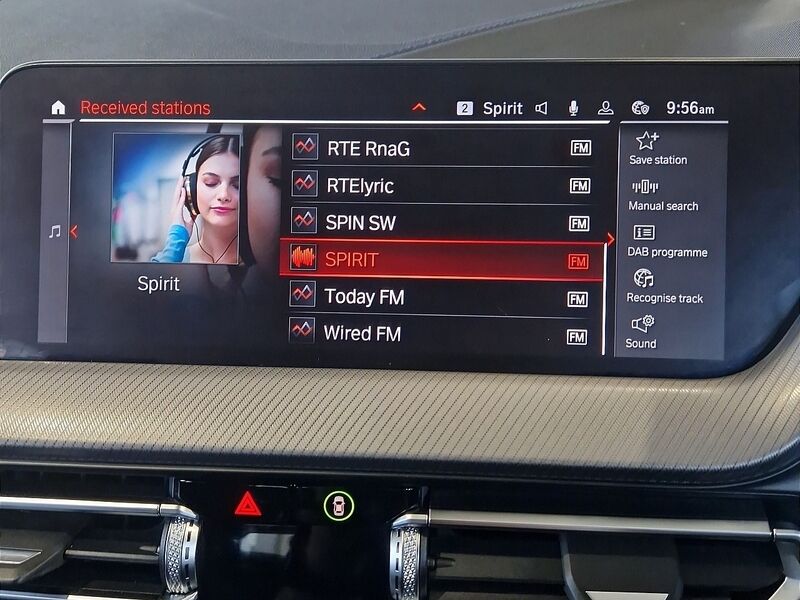 Received stations
2 Spirit 9:56am
RTE RnaG FM
RTElyric FM
SPIN SW FM
SPIRIT FM
Today FM FM
Wired FM FM
Spirit
Save station
Manual search
DAB programme
Recognise track
Sound